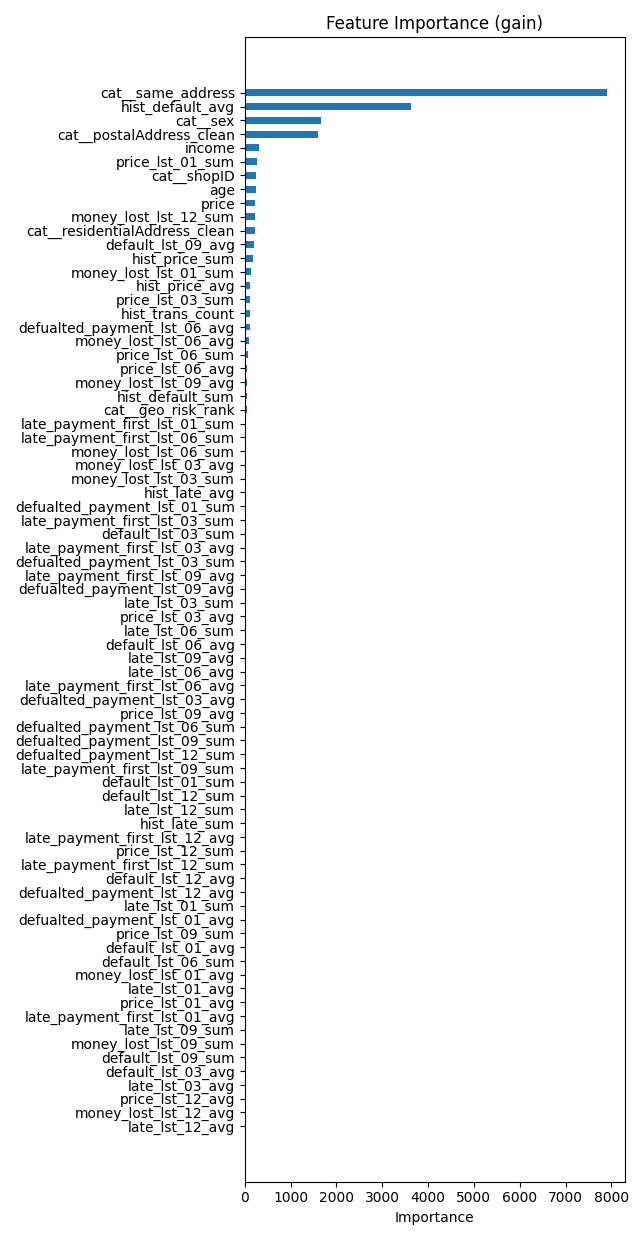 Feature Importance (gain)
cat__same_address
hist_default_avg
cat__sex
cat__postalAddress_clean
income
price_lst_01_sum
cat__shopID
age
price
money_lost_lst_12_sum
cat__residentialAddress_clean
default_lst_09_avg
hist_price_sum
money_lost_lst_01_sum
hist_price_avg
price_lst_03_sum
hist_trans_count
defualted_payment_lst_06_avg
money_lost_lst_06_avg
price_lst_06_sum
price_lst_06_avg
money_lost_lst_09_avg
hist_default_sum
cat__geo_risk_rank
late_payment_first_lst_01_sum
late_payment_first_lst_06_sum
money_lost_lst_06_sum
money_lost_lst_03_avg
money_lost_lst_03_sum
hist_late_avg
defualted_payment_lst_01_sum
late_payment_first_lst_03_sum
default_lst_03_sum
late_payment_first_lst_03_avg
defualted_payment_lst_03_sum
late_payment_first_lst_09_avg
defualted_payment_lst_09_avg
late_lst_03_sum
price_lst_03_avg
late_lst_06_sum
default_lst_06_avg
late_lst_09_avg
late_lst_06_avg
late_payment_first_lst_06_avg
defualted_payment_lst_03_avg
price_lst_09_avg
defualted_payment_lst_06_sum
defualted_payment_lst_09_sum
defualted_payment_lst_12_sum
late_payment_first_lst_09_sum
default_lst_01_sum
default_lst_12_sum
late_lst_12_sum
hist_late_sum
late_payment_first_lst_12_avg
price_lst_12_sum
late_payment_first_lst_12_sum
default_lst_12_avg
defualted_payment_lst_12_avg
late_lst_01_sum
defualted_payment_lst_01_avg
price_lst_09_sum
default_lst_01_avg
default_lst_06_sum
money_lost_lst_01_avg
late_lst_01_avg
price_lst_01_avg
late_payment_first_lst_01_avg
late_lst_09_sum
money_lost_lst_09_sum
default_lst_09_sum
default_lst_03_avg
late_lst_03_avg
price_lst_12_avg
money_lost_lst_12_avg
late_lst_12_avg
0 1000 2000 3000 4000 5000 6000 7000 8000
Importance